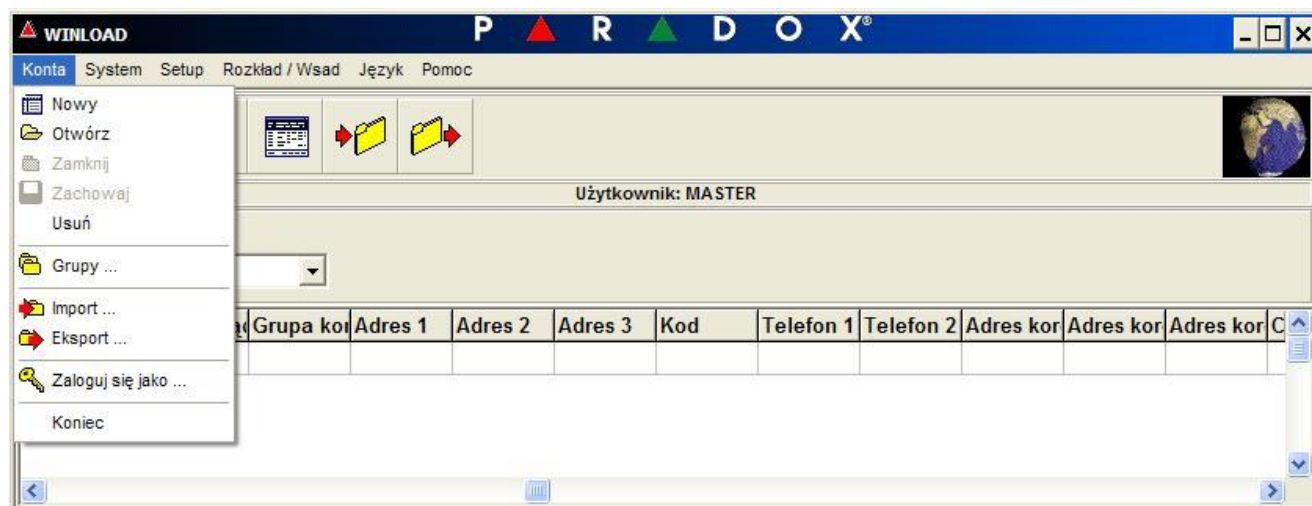 WINLOAD
PARADOX®
Konta System Setup Rozkład / Wsad Język Pomoc
Nowy
Otwórz
Zamknij
Zachowaj
Usuń
Grupy ...
Import ...
Eksport ...
Zaloguj się jako ...
Koniec
Użytkownik: MASTER
Grupa kor Adres 1 Adres 2 Adres 3 Kod Telefon 1 Telefon 2 Adres kor Adres kor Adres kor C